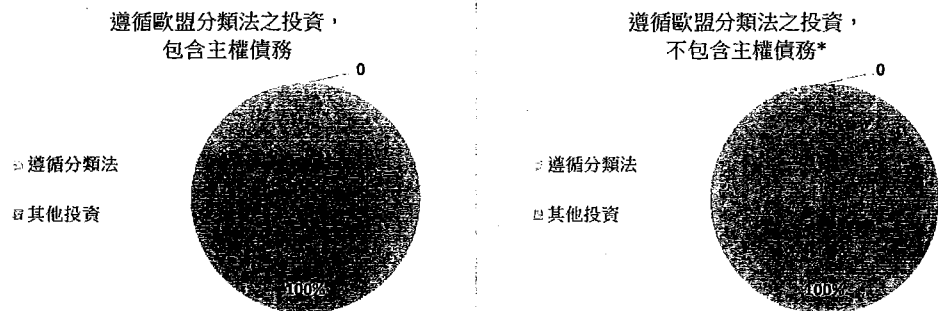 遵循歐盟分類法之投資，
包含主權債務
0
遵循分類法
其他投資
100%
遵循歐盟分類法之投資，
不包含主權債務*
0
遵循分類法
其他投資
100%